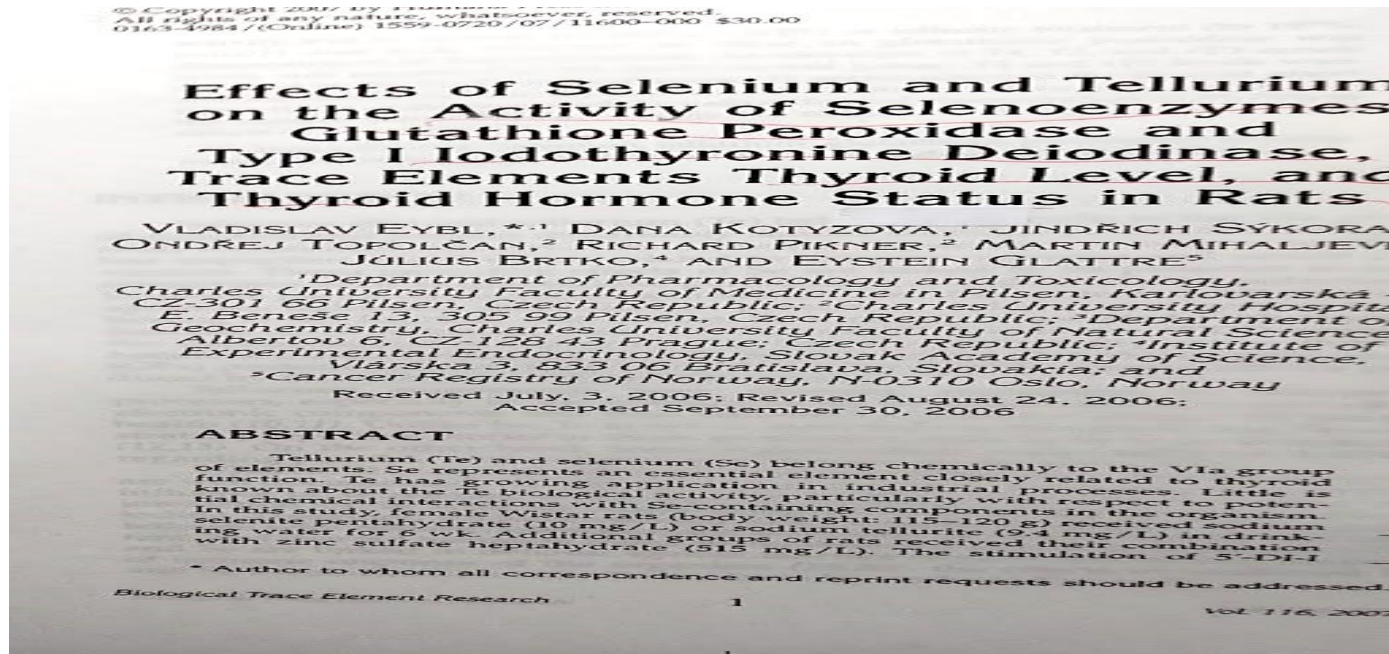 © Copyright 2007 by
All rights of any nature, whatsoever, reserved.
0163-4984/(Online) 1559-0720/07/11600–000 $30.00
Effects of Selenium and Tellurium
on the Activity of Selenoenzymes
Glutathione Peroxidase and
Type I Iodothyronine Deiodinase,
Trace Elements Thyroid Level, and
Thyroid Hormone Status in Rats
VLADISLAV EYBL,*,1 DANA KOTYZOVA,1 JINDŘICH SÝKORA
ONDŘEJ TOPOLČAN,2 RICHARD PIKNER,2 MARTIN MIHALJEVI
JÚLIUS BRTKO,4 AND EYSTEIN GLATTRE5
1Department of Pharmacology and Toxicology,
Charles University Faculty of Medicine in Pilsen, Karlovarská
CZ-301 66 Pilsen, Czech Republic; 2Charles University Hospita
E. Beneše 13, 305 99 Pilsen, Czech Republic; 3Department o
Geochemistry, Charles University Faculty of Natural Science
Albertov 6, CZ-128 43 Prague; Czech Republic; 4Institute of
Experimental Endocrinology, Slovak Academy of Science,
Vlárska 3, 833 06 Bratislava, Slovakia; and
5Cancer Registry of Norway, N-0310 Oslo, Norway
Received July, 3, 2006; Revised August 24, 2006;
Accepted September 30, 2006
ABSTRACT
Tellurium (Te) and selenium (Se) belong chemically to the VIa group
of elements. Se represents an essential element closely related to thyroid
function. Te has growing application in industrial processes. Little is
known about the Te biological activity, particularly with respect to poten-
tial chemical interactions with Se-containing components in the organism.
In this study, female Wistar rats (body weight: 115–120 g) received sodium
selenite pentahydrate (10 mg/L) or sodium tellurite (9.4 mg/L) in drink-
ing water for 6 wk. Additional groups of rats received their combination
with zinc sulfate heptahydrate (515 mg/L). The stimulation of 5'-DI-I
* Author to whom all correspondence and reprint requests should be addressed.
Biological Trace Element Research
1
Vol. 116, 2007